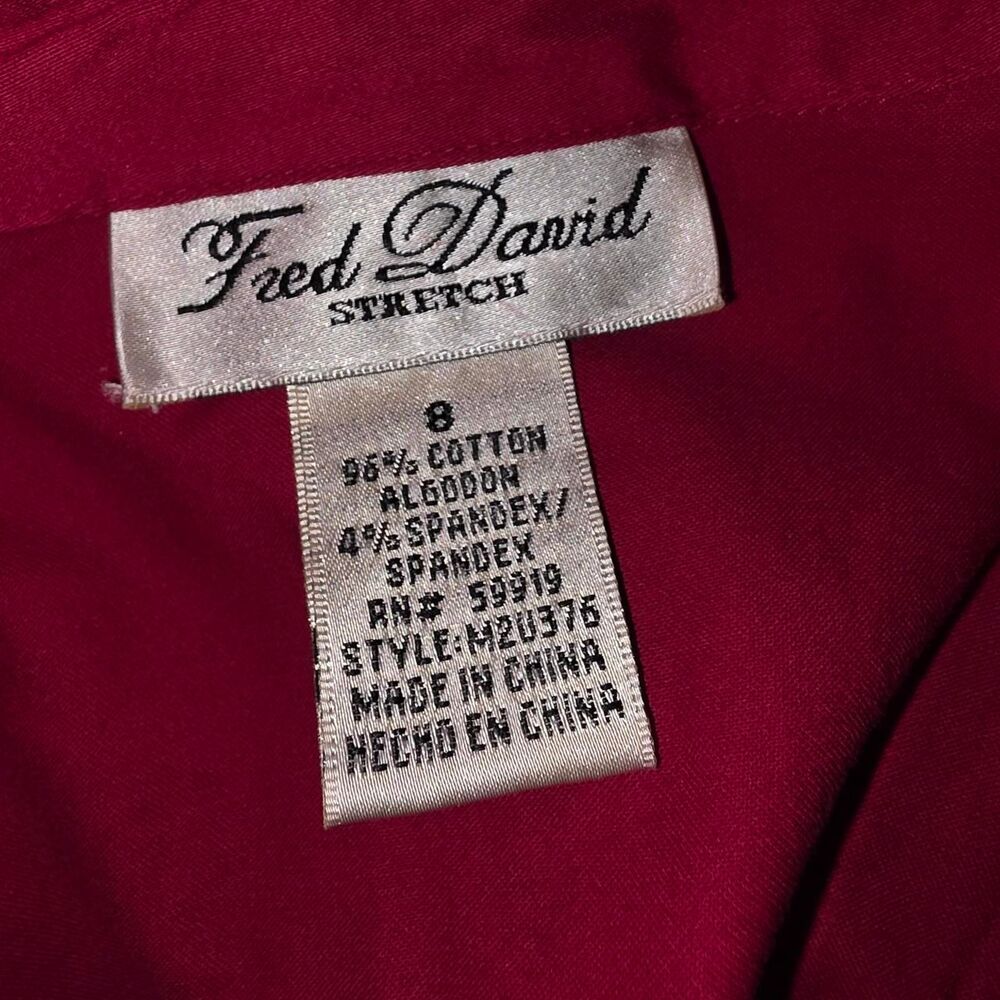 Fred David
STRETCH
8
96% COTTON
ALGODON
4% SPANDEX/
SPANDEX
RN# 59919
STYLE:M2U376
MADE IN CHINA
HECHO EN CHINA